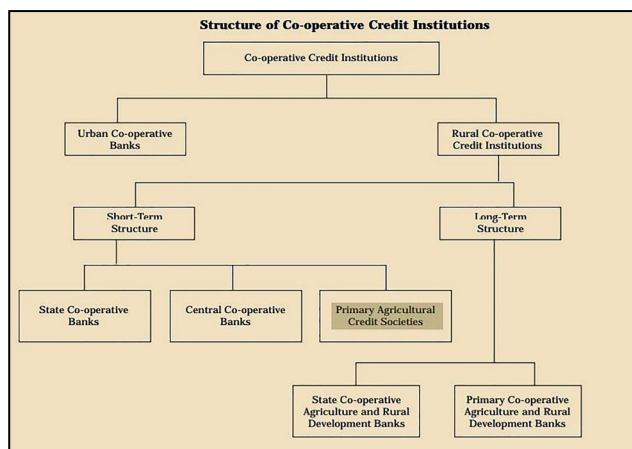 Structure of Co-operative Credit Institutions
Co-operative Credit Institutions
Urban Co-operative
Banks
Rural Co-operative
Credit Institutions
Short-Term
Structure
Long-Term
Structure
State Co-operative
Banks
Central Co-operative
Banks
Primary Agricultural
Credit Societies
State Co-operative
Agriculture and Rural
Development Banks
Primary Co-operative
Agriculture and Rural
Development Banks